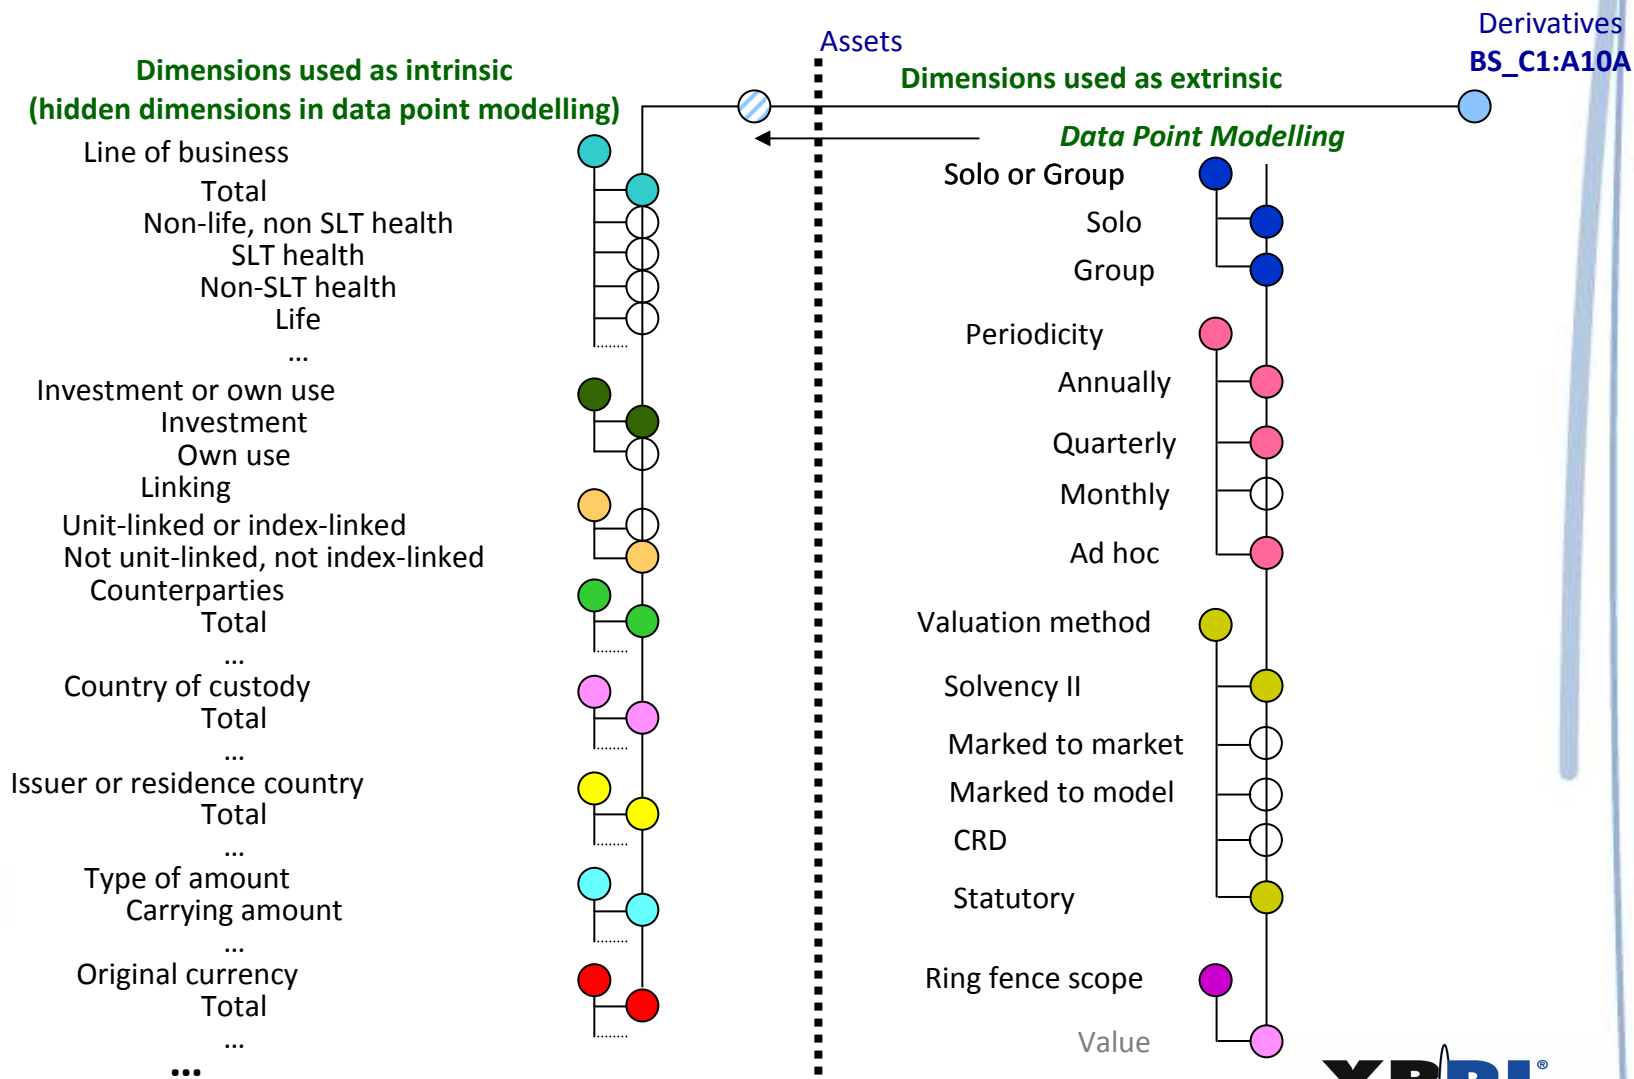 Assets
Derivatives
BS_C1:A10A
Dimensions used as intrinsic
(hidden dimensions in data point modelling)
Line of business
Total
Non-life, non SLT health
SLT health
Non-SLT health
Life
...
Investment or own use
Investment
Own use
Linking
Unit-linked or index-linked
Not unit-linked, not index-linked
Counterparties
Total
...
Country of custody
Total
...
Issuer or residence country
Total
...
Type of amount
Carrying amount
...
Original currency
Total
...
...
Dimensions used as extrinsic
Data Point Modelling
Solo or Group
Solo
Group
Periodicity
Annually
Quarterly
Monthly
Ad hoc
Valuation method
Solvency II
Marked to market
Marked to model
CRD
Statutory
Ring fence scope
Value
XBRL®